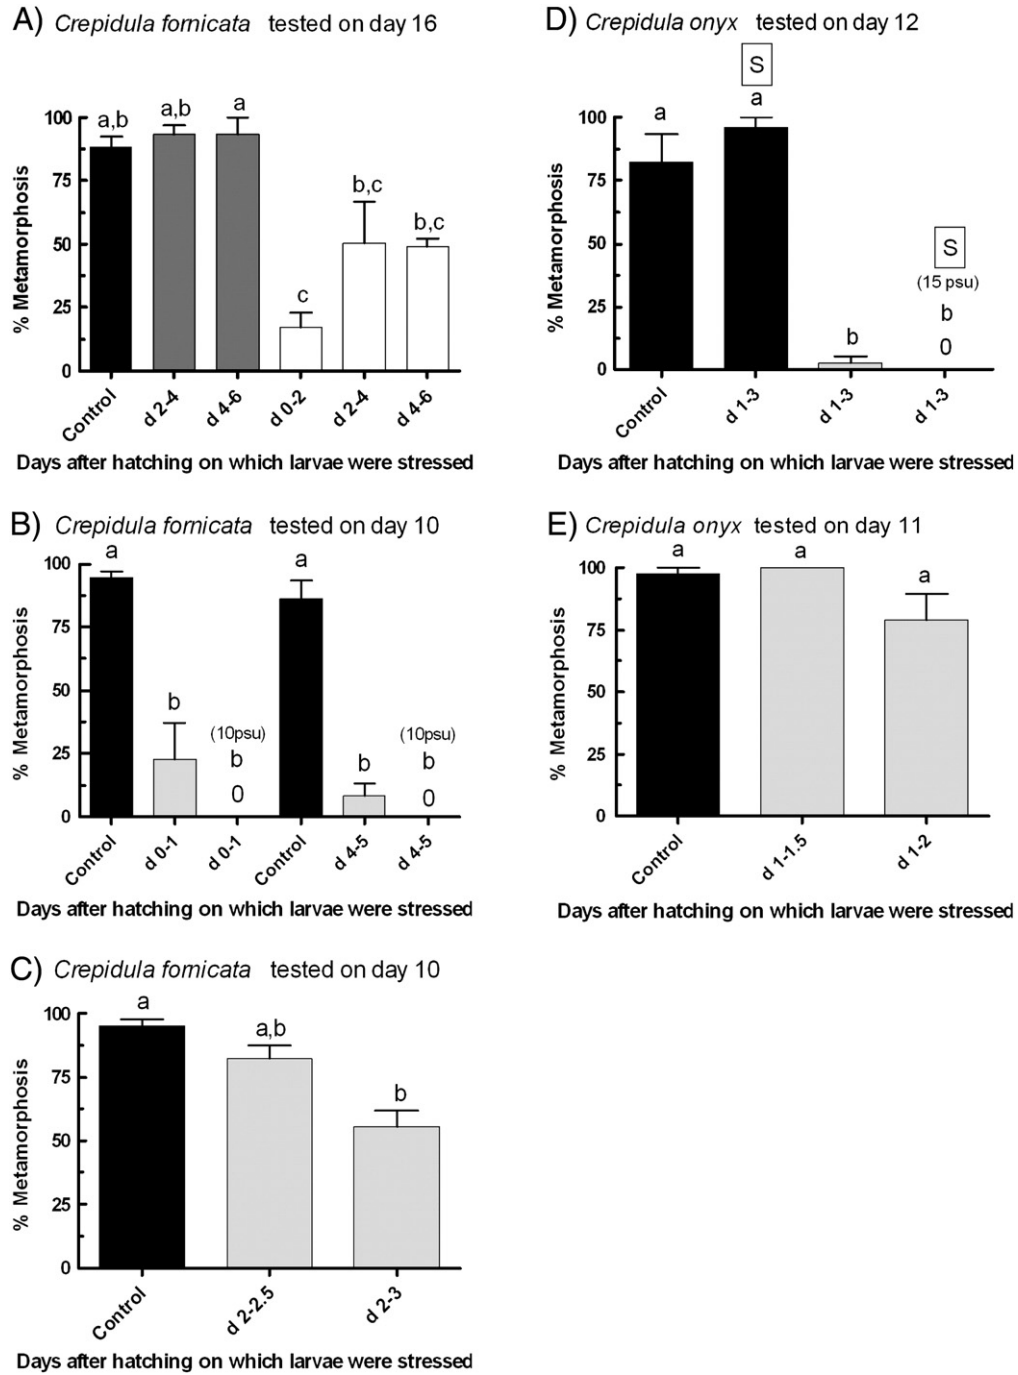 A) Crepidula fornicata tested on day 16
a,b a,b a c b,c b,c
% Metamorphosis
100
75
50
25
0
Control d 2-4 d 4-6 d 0-2 d 2-4 d 4-6
Days after hatching on which larvae were stressed
B) Crepidula fornicata tested on day 10
a b (10psu) b 0 a b (10psu) b 0
% Metamorphosis
100
75
50
25
0
Control d 0-1 d 0-1 Control d 4-5 d 4-5
Days after hatching on which larvae were stressed
C) Crepidula fornicata tested on day 10
a a,b b
% Metamorphosis
100
75
50
25
0
Control d 2-2.5 d 2-3
Days after hatching on which larvae were stressed
D) Crepidula onyx tested on day 12
S
a a b
S
(15 psu)
b
0
% Metamorphosis
100
75
50
25
0
Control d 1-3 d 1-3 d 1-3
Days after hatching on which larvae were stressed
E) Crepidula onyx tested on day 11
a a a
% Metamorphosis
100
75
50
25
0
Control d 1-1.5 d 1-2
Days after hatching on which larvae were stressed